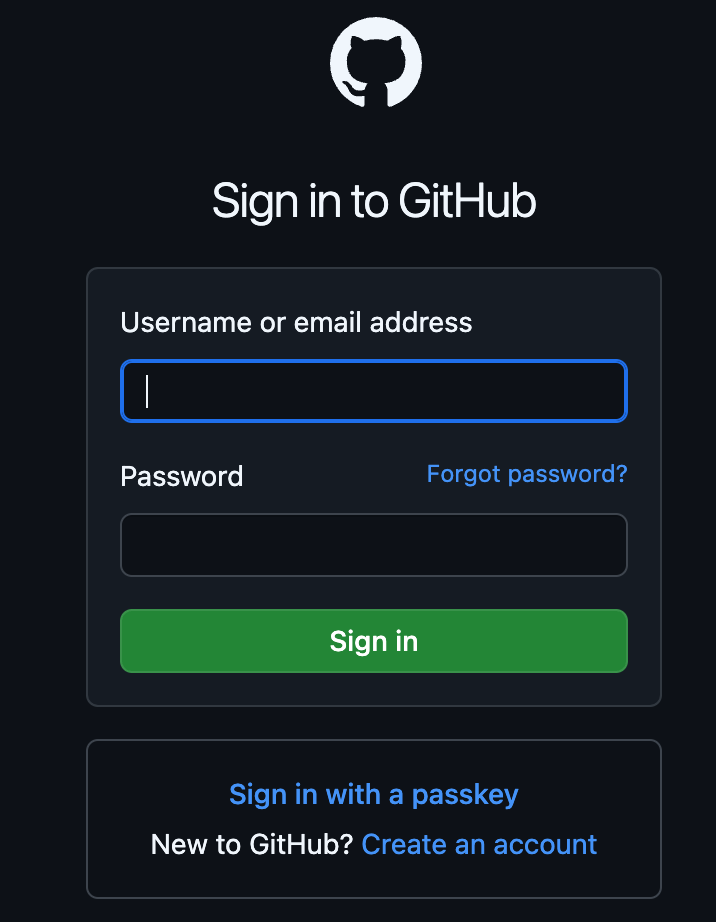 Sign in to GitHub
Username or email address
Password Forgot password?
Sign in
Sign in with a passkey
New to GitHub? Create an account